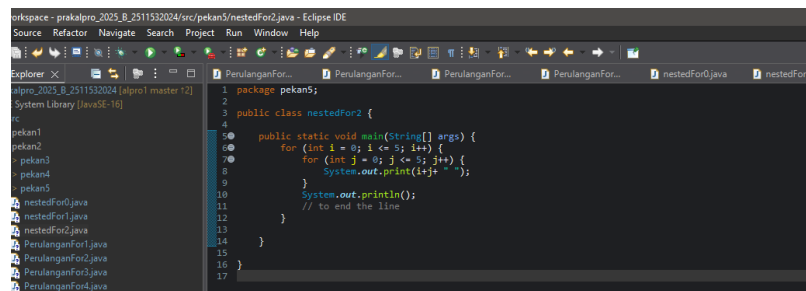 orkspace - prakalpro_2025_B_2511532024/src/pekan5/nestedFor2.java - Eclipse IDE
Source Refactor Navigate Search Project Run Window Help
Explorer
PerulanganFor...
PerulanganFor...
PerulanganFor...
PerulanganFor...
nestedFor0.java
nestedFor
calpro_2025_B_2511532024 [alpro1 master ↑2]
System Library [JavaSE-16]
rc
pekan1
pekan2
> pekan3
> pekan4
> pekan5
nestedFor0.java
nestedFor1.java
nestedFor2.java
PerulanganFor1.java
PerulanganFor2.java
PerulanganFor3.java
PerulanganFor4.java
1 package pekan5;
2
3 public class nestedFor2 {
4
5 public static void main(String[] args) {
6 for (int i = 0; i <= 5; i++) {
7 for (int j = 0; j <= 5; j++) {
8 System.out.print(i+j+ " ");
9 }
10 System.out.println();
11 // to end the line
12 }
13
14 }
15
16 }
17